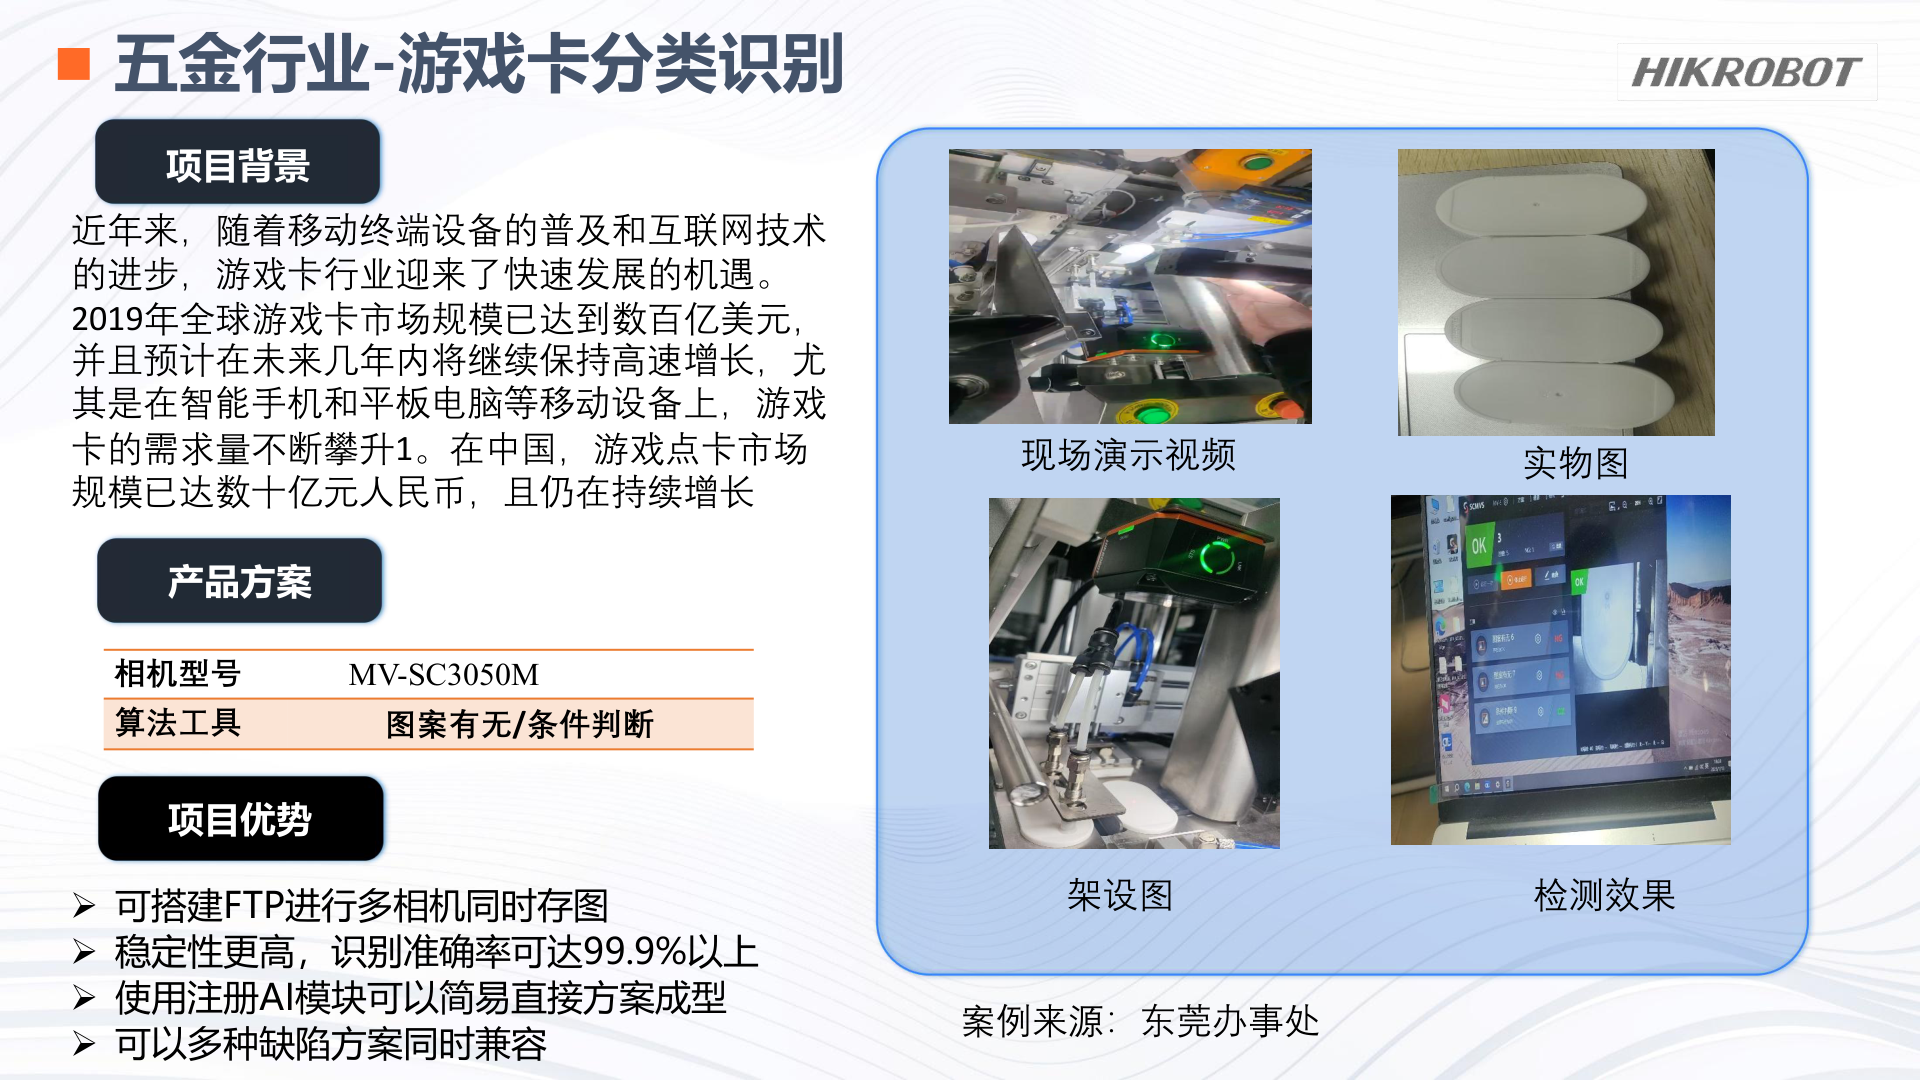 五金行业-游戏卡分类识别
HIKROBOT
项目背景
近年来，随着移动终端设备的普及和互联网技术
的进步，游戏卡行业迎来了快速发展的机遇。
2019年全球游戏卡市场规模已达到数百亿美元，
并且预计在未来几年内将继续保持高速增长，尤
其是在智能手机和平板电脑等移动设备上，游戏
卡的需求量不断攀升1。在中国，游戏点卡市场
规模已达数十亿元人民币，且仍在持续增长
产品方案
相机型号 MV-SC3050M
算法工具 图案有无/条件判断
项目优势
➢ 可搭建FTP进行多相机同时存图
➢ 稳定性更高，识别准确率可达99.9%以上
➢ 使用注册AI模块可以简易直接方案成型
➢ 可以多种缺陷方案同时兼容
现场演示视频
实物图
SCMVS
OK
3
OK
架设图
检测效果
案例来源：东莞办事处